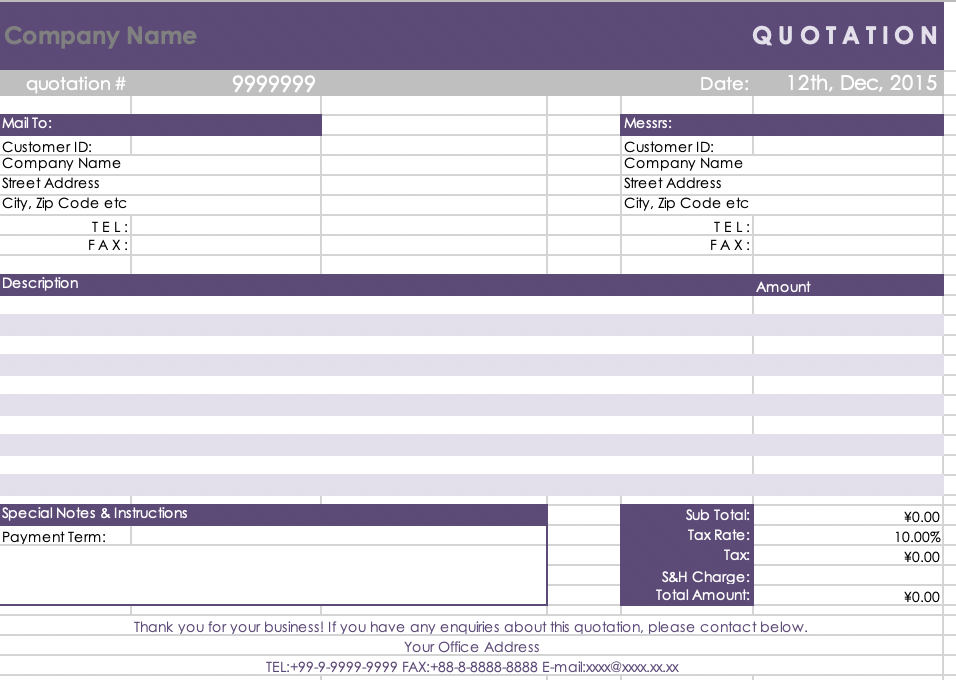 Company Name QUOTATION
quotation # 9999999 Date: 12th, Dec, 2015
Mail To: Messrs:
Customer ID: Customer ID:
Company Name Company Name
Street Address Street Address
City, Zip Code etc City, Zip Code etc
TEL: TEL:
FAX: FAX:
Description Amount
Special Notes & Instructions Sub Total: ¥0.00
Payment Term: Tax Rate: 10.00%
Tax: ¥0.00
S&H Charge:
Total Amount: ¥0.00
Thank you for your business! If you have any enquiries about this quotation, please contact below.
Your Office Address
TEL:+99-9-9999-9999 FAX:+88-8-8888-8888 E-mail:xxxx@xxxx.xx.xx